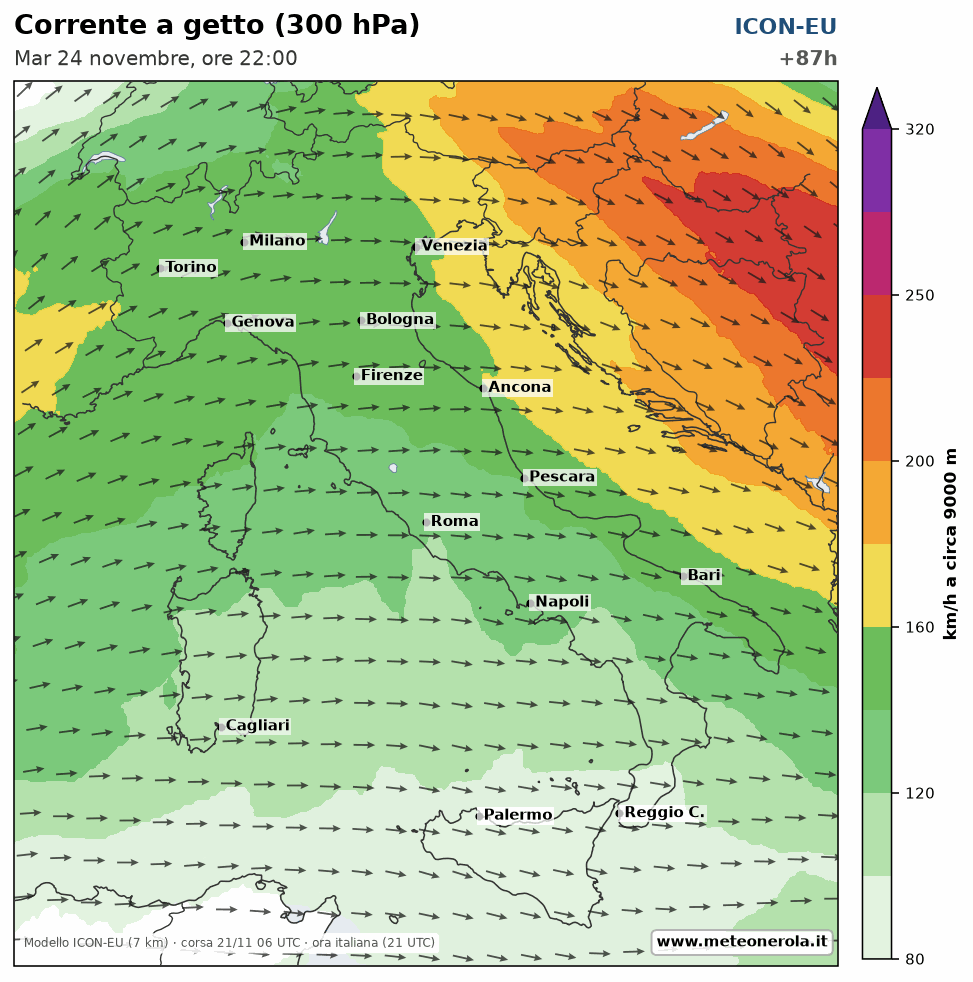 Corrente a getto (300 hPa)
ICON-EU
Mar 24 novembre, ore 22:00
+87h
Milano
Venezia
Torino
Genova
Bologna
Firenze
Ancona
Pescara
Roma
Bari
Napoli
Cagliari
Palermo
Reggio C.
320
250
200
160
120
80
km/h a circa 9000 m
Modello ICON-EU (7 km) · corsa 21/11 06 UTC · ora italiana (21 UTC)
www.meteonerola.it